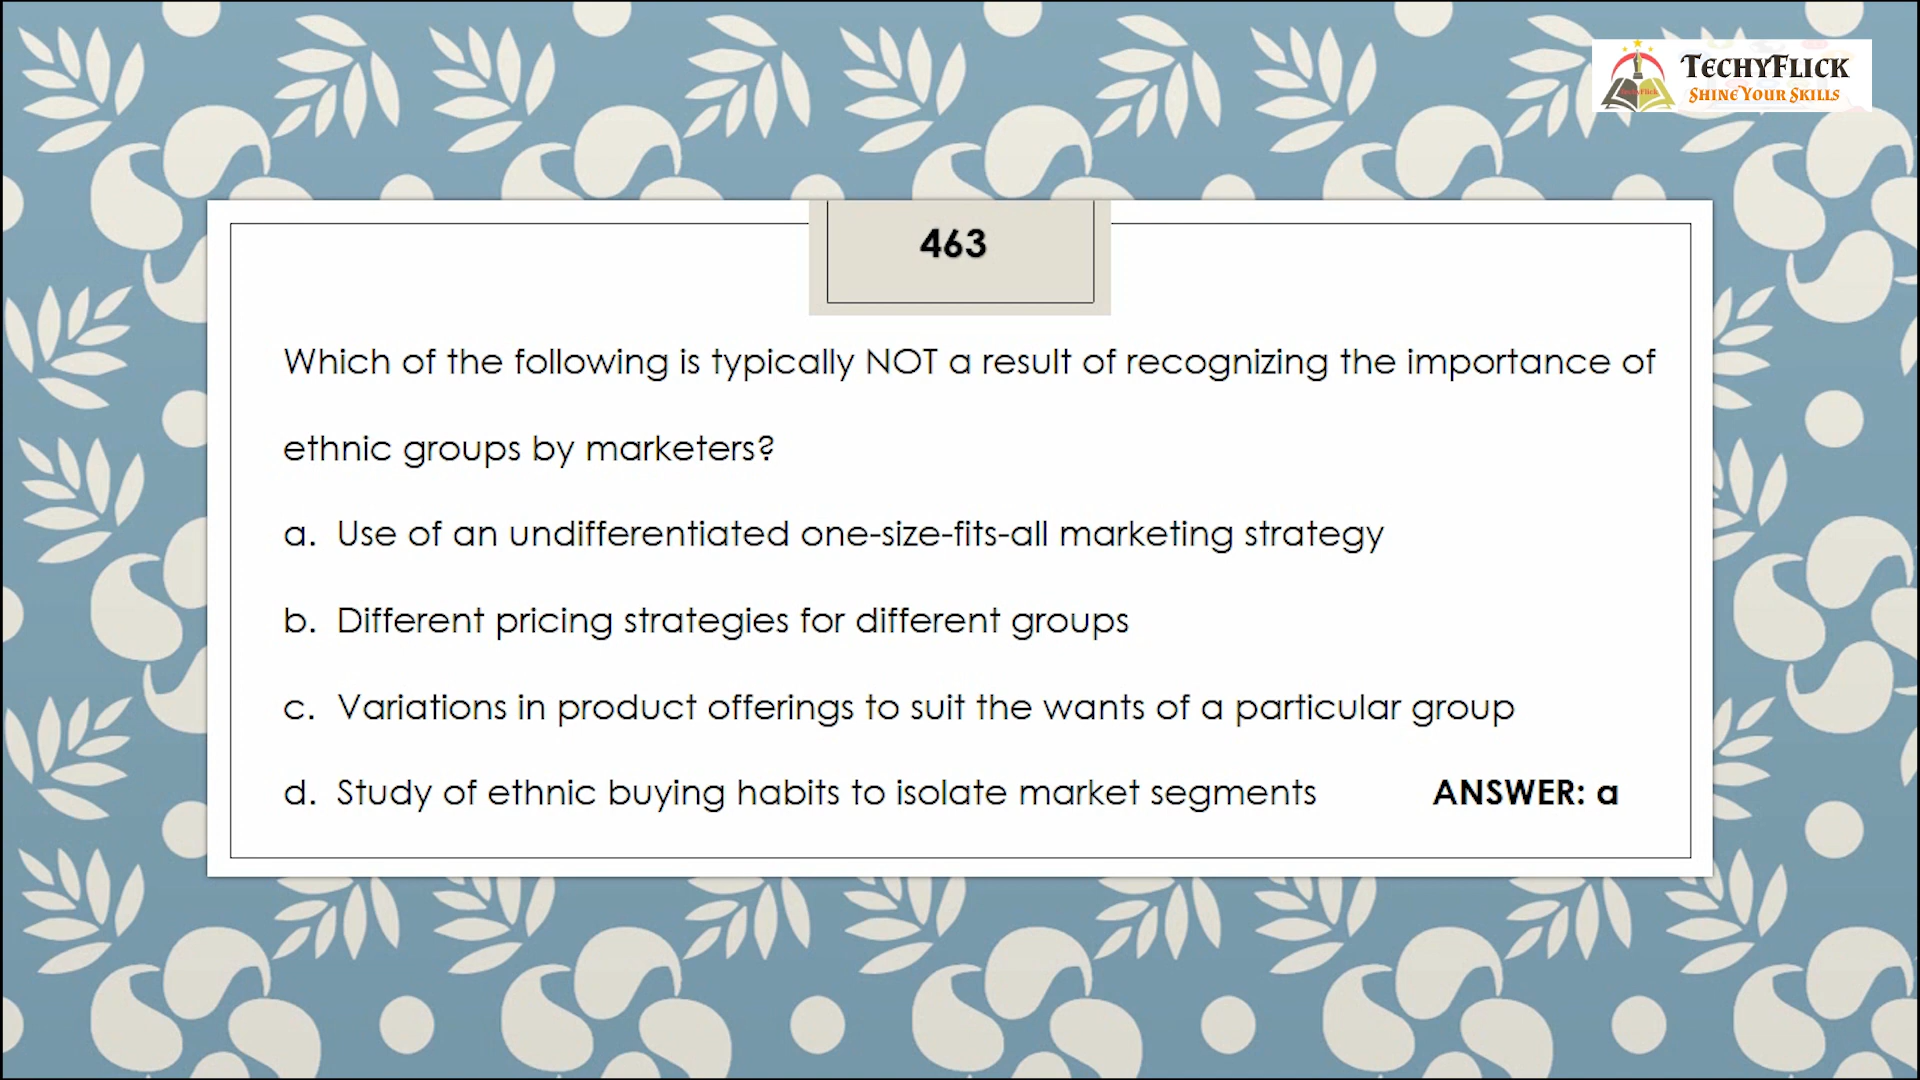 TECHYFLICK
SHINE YOUR SKILLS
463
Which of the following is typically NOT a result of recognizing the importance of
ethnic groups by marketers?
a. Use of an undifferentiated one-size-fits-all marketing strategy
b. Different pricing strategies for different groups
c. Variations in product offerings to suit the wants of a particular group
d. Study of ethnic buying habits to isolate market segments ANSWER: a